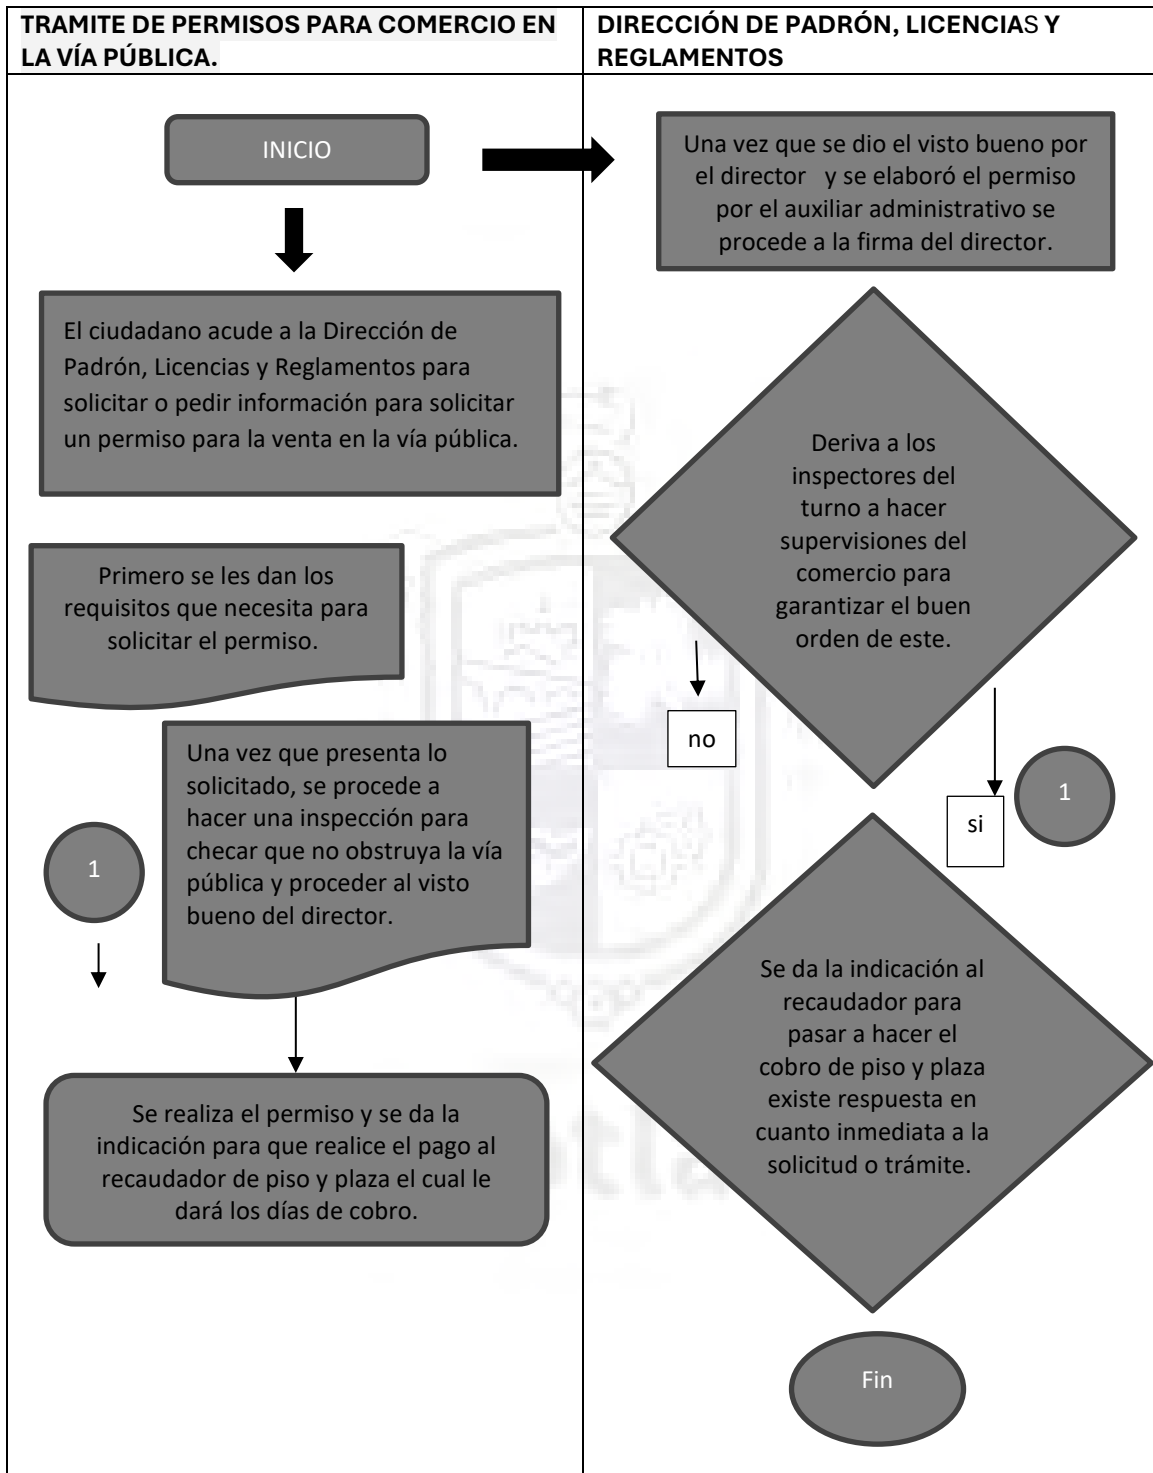 TRAMITE DE PERMISOS PARA COMERCIO EN
LA VÍA PÚBLICA.
DIRECCIÓN DE PADRÓN, LICENCIAS Y
REGLAMENTOS
INICIO
El ciudadano acude a la Dirección de
Padrón, Licencias y Reglamentos para
solicitar o pedir información para solicitar
un permiso para la venta en la vía pública.
Primero se les dan los
requisitos que necesita para
solicitar el permiso.
Una vez que presenta lo
solicitado, se procede a
hacer una inspección para
checar que no obstruya la vía
pública y proceder al visto
bueno del director.
1
Se realiza el permiso y se da la
indicación para que realice el pago al
recaudador de piso y plaza el cual le
dará los días de cobro.
Una vez que se dio el visto bueno por
el director y se elaboró el permiso
por el auxiliar administrativo se
procede a la firma del director.
Deriva a los
inspectores del
turno a hacer
supervisiones del
comercio para
garantizar el buen
orden de este.
no
si
1
Se da la indicación al
recaudador para
pasar a hacer el
cobro de piso y plaza
existe respuesta en
cuanto inmediata a la
solicitud o trámite.
Fin